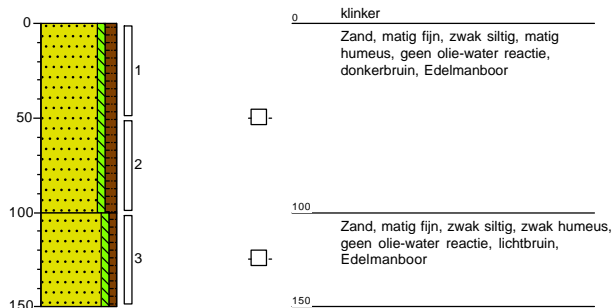 0
1
50
2
100
3
150
0 klinker
Zand, matig fijn, zwak siltig, matig
humeus, geen olie-water reactie,
donkerbruin, Edelmanboor
100
Zand, matig fijn, zwak siltig, zwak humeus,
geen olie-water reactie, lichtbruin,
Edelmanboor
150